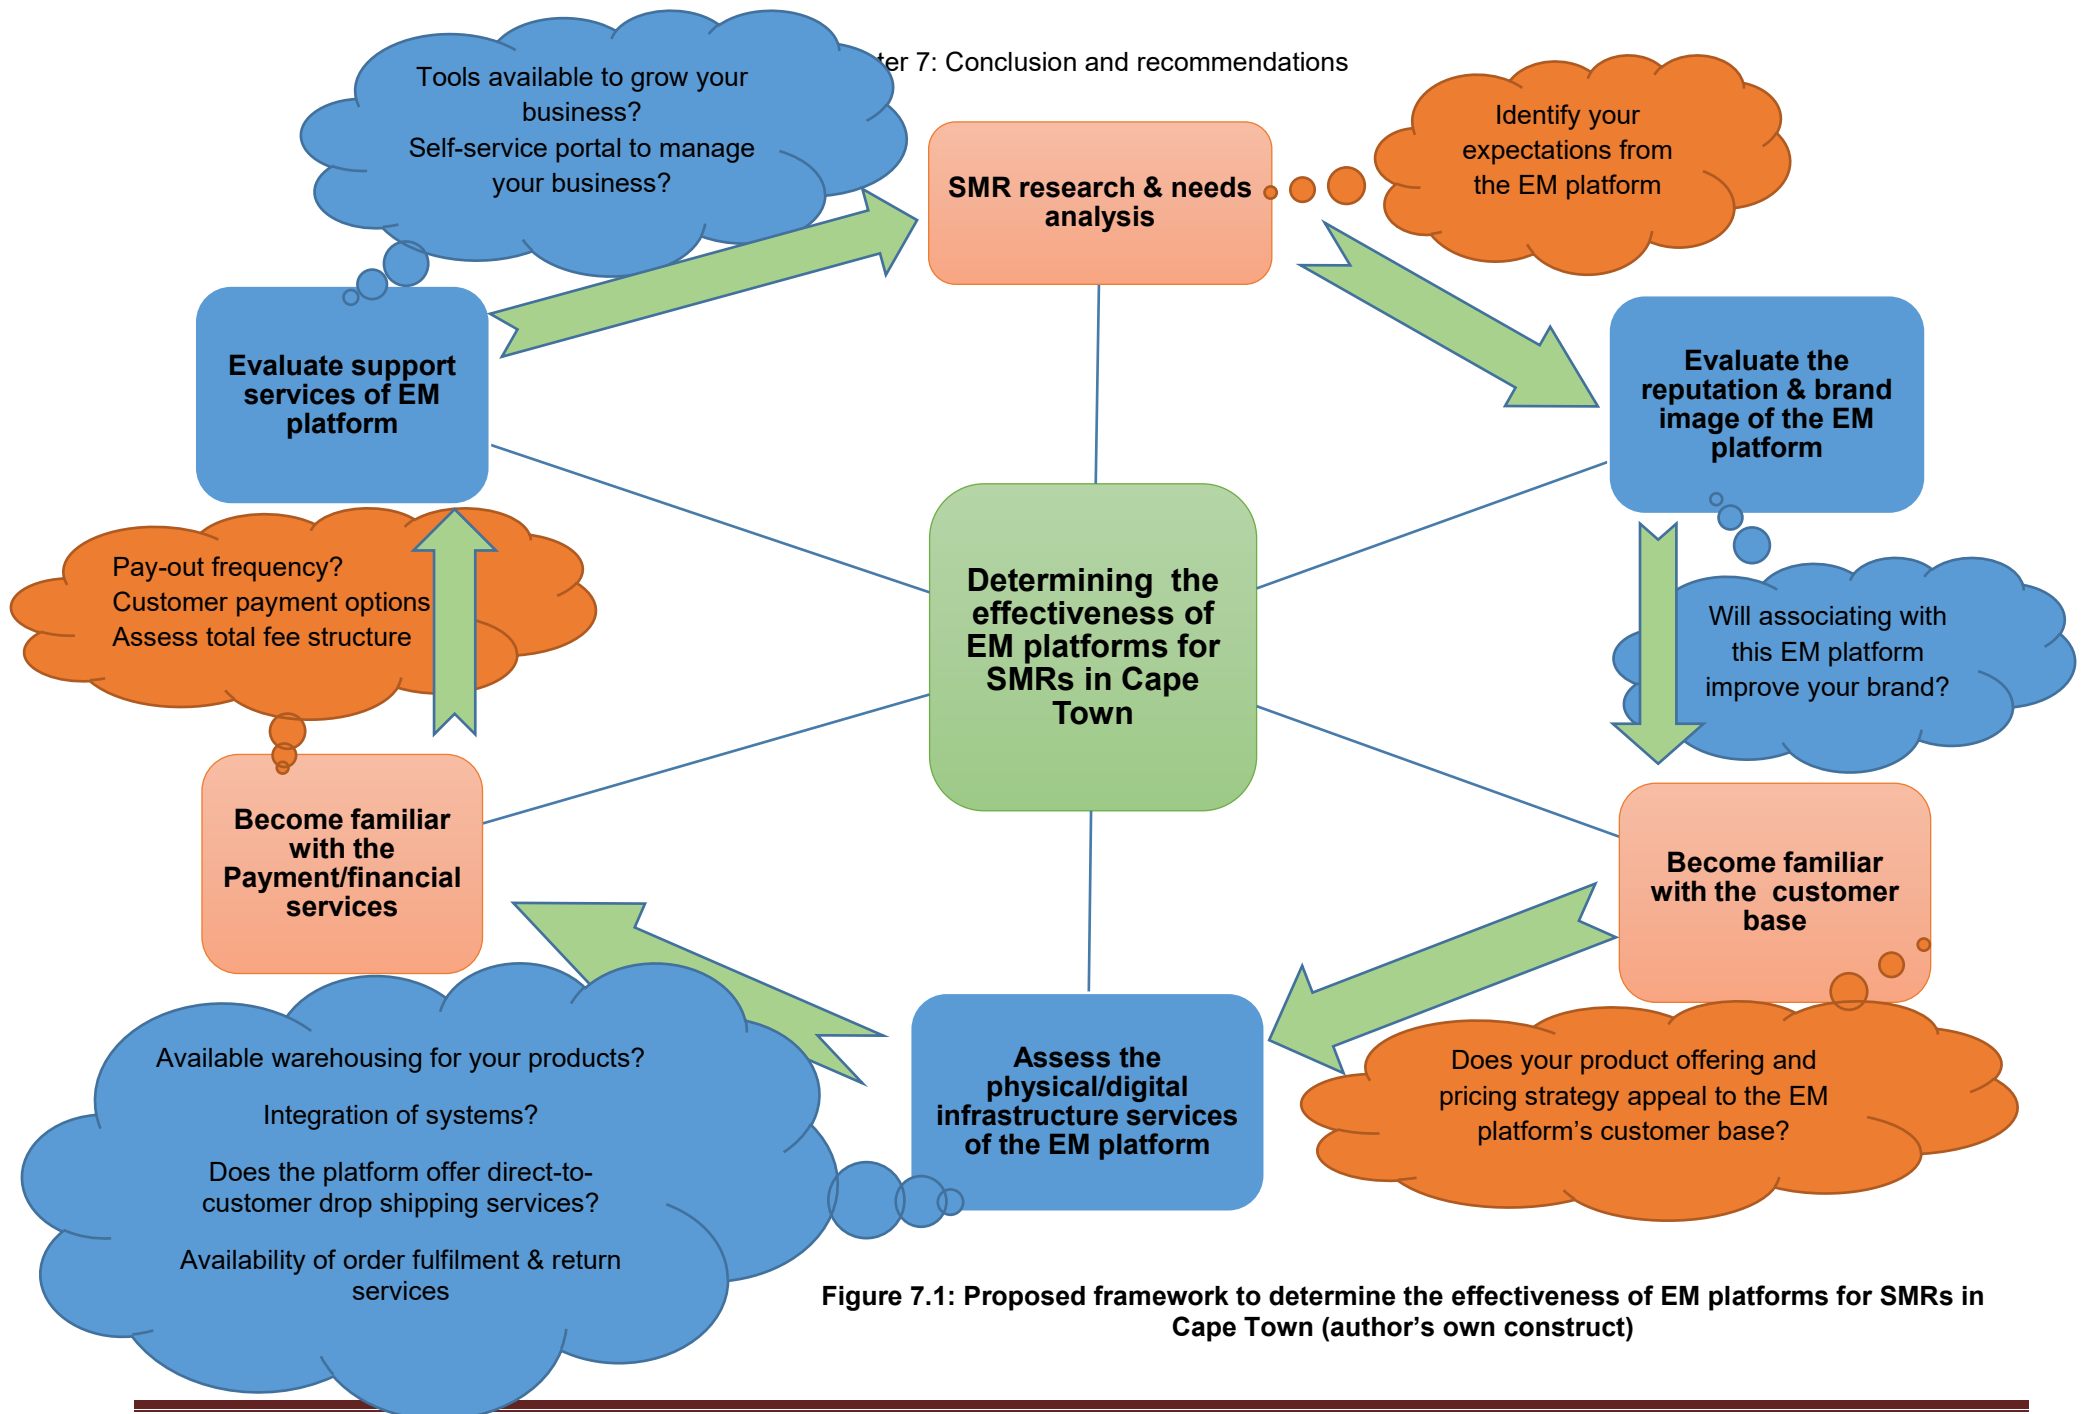 ter 7: Conclusion and recommendations
Tools available to grow your
business?
Self-service portal to manage
your business?
SMR research & needs
analysis
Identify your
expectations from
the EM platform
Evaluate support
services of EM
platform
Evaluate the
reputation & brand
image of the EM
platform
Pay-out frequency?
Customer payment options
Assess total fee structure
Determining the
effectiveness of
EM platforms for
SMRs in Cape
Town
Will associating with
this EM platform
improve your brand?
Become familiar
with the
Payment/financial
services
Become familiar
with the customer
base
Available warehousing for your products?
Integration of systems?
Does the platform offer direct-to-
customer drop shipping services?
Availability of order fulfilment & return
services
Assess the
physical/digital
infrastructure services
of the EM platform
Does your product offering and
pricing strategy appeal to the EM
platform’s customer base?
Figure 7.1: Proposed framework to determine the effectiveness of EM platforms for SMRs in
Cape Town (author’s own construct)